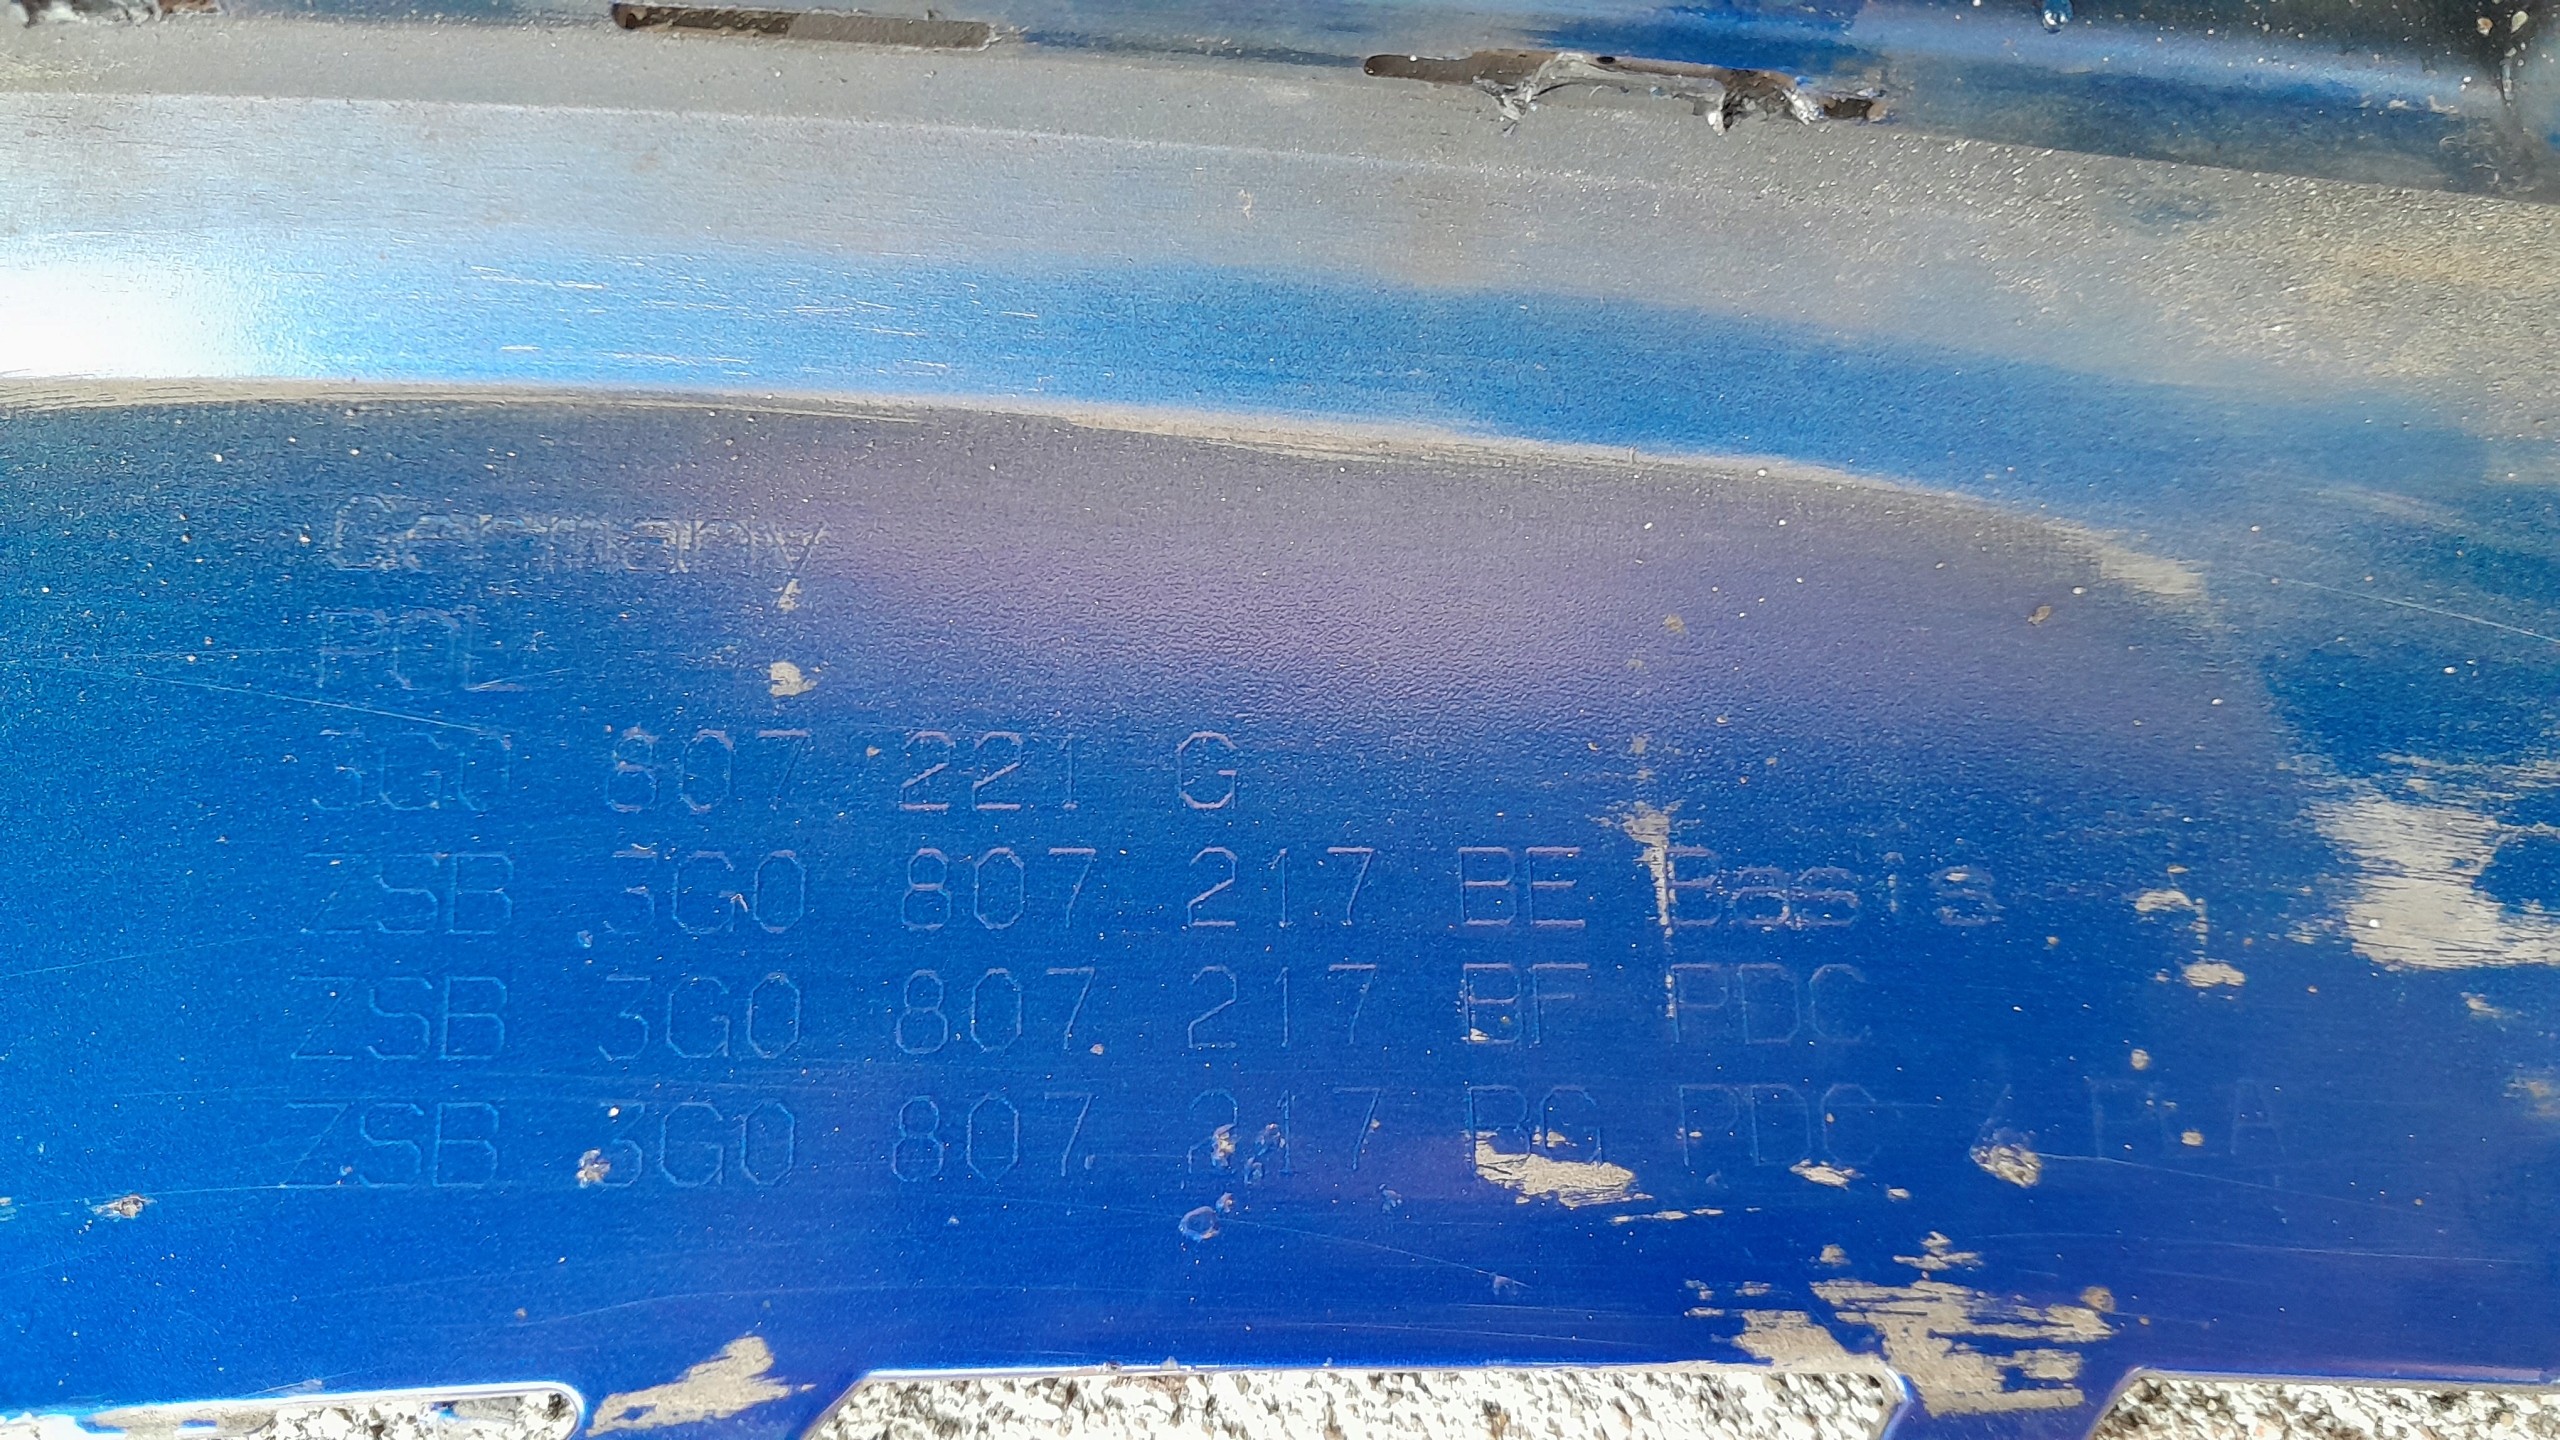 Germany
POL
3G0 807 221 G
ZSB 3G0 807 217 BE Basis
ZSB 3G0 807 217 BF PDC
ZSB 3G0 807 217 BG PDC /